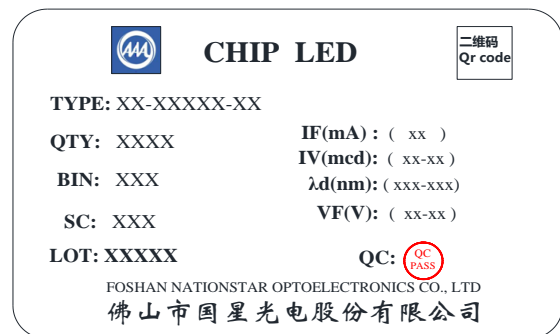 CHIP LED
二维码
Qr code
TYPE: XX-XXXXX-XX
QTY: XXXX
IF(mA) : ( xx )
IV(mcd): ( xx-xx )
BIN: XXX
λd(nm): ( xxx-xxx)
SC: XXX
VF(V): ( xx-xx )
LOT: XXXXX
QC:
QC
PASS
FOSHAN NATIONSTAR OPTOELECTRONICS CO., LTD
佛山市国星光电股份有限公司